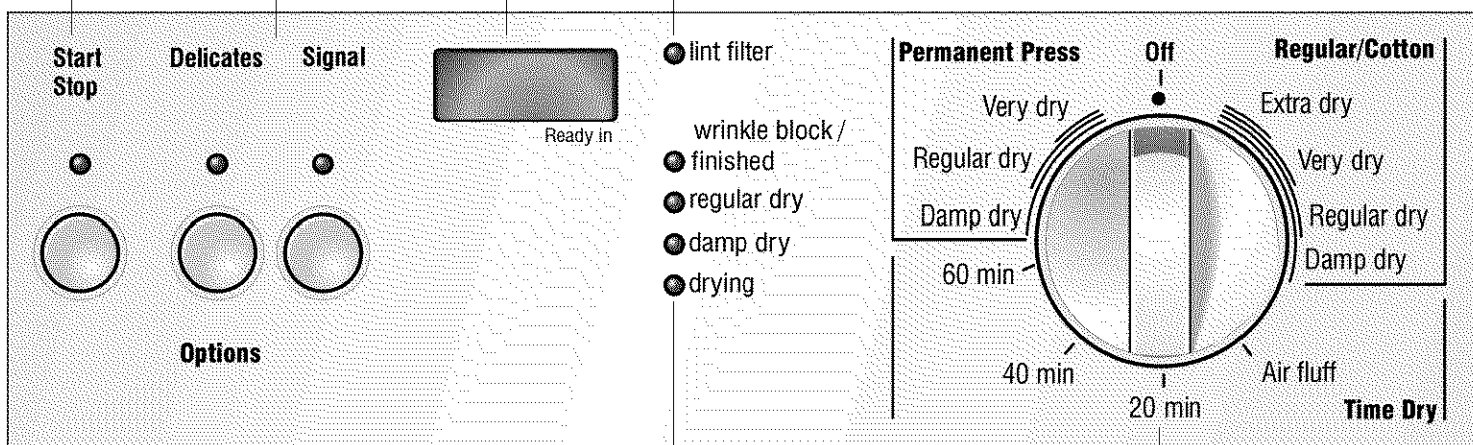 Start
Stop
Delicates
Signal
Options
Ready in
lint filter
wrinkle block /
finished
regular dry
damp dry
drying
Permanent Press
Off
Regular/Cotton
Very dry
Regular dry
Damp dry
Extra dry
Very dry
Regular dry
Damp dry
60 min
40 min
20 min
Air fluff
Time Dry